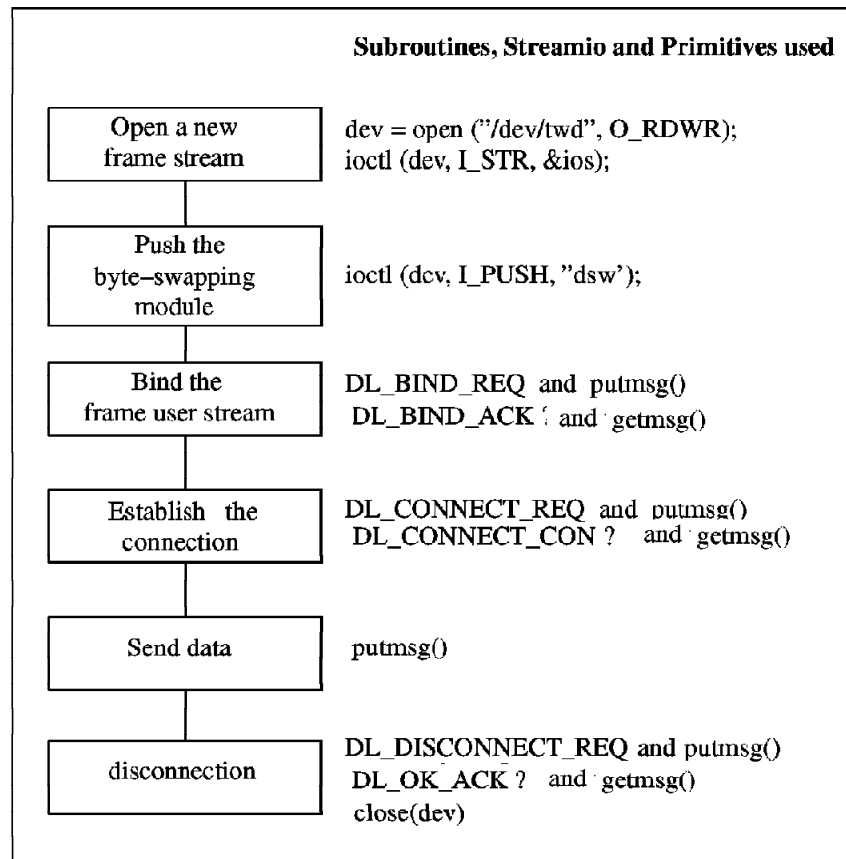 Subroutines, Streamio and Primitives used
Open a new
frame stream
dev = open ("/dev/twd", O_RDWR);
ioctl (dev, I_STR, &ios);
Push the
byte–swapping
module
ioctl (dcv, I_PUSH, "dsw');
Bind the
frame user stream
DL_BIND_REQ and putmsg()
DL_BIND_ACK ? and getmsg()
Establish the
connection
DL_CONNECT_REQ and putmsg()
DL_CONNECT_CON ? and getmsg()
Send data
putmsg()
disconnection
DL_DISCONNECT_REQ and putmsg()
DL_OK_ACK ? and getmsg()
close(dev)